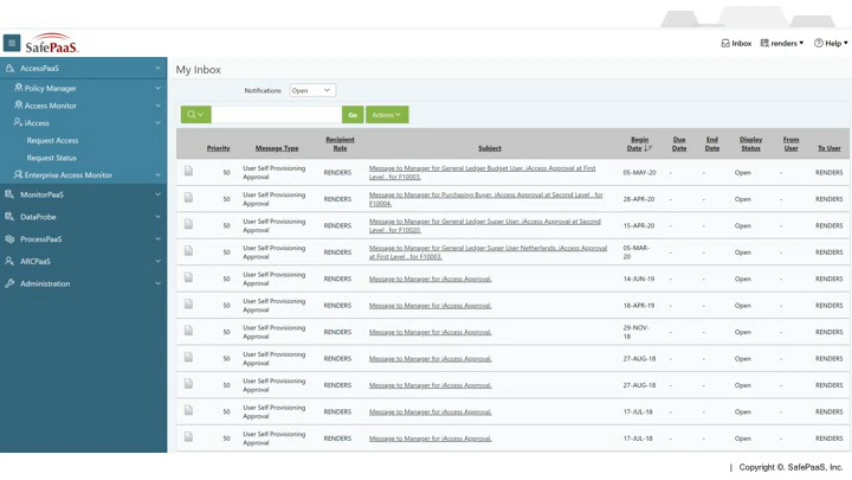 SafePaaS.
Inbox renders Help
AccessPaaS
Policy Manager
Access Monitor
iAccess
Request Access
Request Status
Enterprise Access Monitor
MonitorPaaS
DataProbe
ProcessPaaS
ARCPaaS
Administration
My Inbox
Notifications Open
Go Actions
Priority Message Type Recipient Role Subject Begin Date Due Date End Date Display Status From User To User
50 User Self Provisioning Approval RENDERS Message to Manager for General Ledger Budget User, iAccess Approval at First Level , for F10003. 05-MAY-20 - - Open - RENDERS
50 User Self Provisioning Approval RENDERS Message to Manager for Purchasing Buyer, iAccess Approval at Second Level , for F10004. 28-APR-20 - - Open - RENDERS
50 User Self Provisioning Approval RENDERS Message to Manager for General Ledger Super User, iAccess Approval at Second Level , for F10020. 15-APR-20 - - Open - RENDERS
50 User Self Provisioning Approval RENDERS Message to Manager for General Ledger Super User Netherlands, iAccess Approval at First Level , for F10003. 05-MAR-20 - - Open - RENDERS
50 User Self Provisioning Approval RENDERS Message to Manager for iAccess Approval. 14-JUN-19 - - Open - RENDERS
50 User Self Provisioning Approval RENDERS Message to Manager for iAccess Approval. 18-APR-19 - - Open - RENDERS
50 User Self Provisioning Approval RENDERS Message to Manager for iAccess Approval. 29-NOV-18 - - Open - RENDERS
50 User Self Provisioning Approval RENDERS Message to Manager for iAccess Approval. 27-AUG-18 - - Open - RENDERS
50 User Self Provisioning Approval RENDERS Message to Manager for iAccess Approval. 27-AUG-18 - - Open - RENDERS
50 User Self Provisioning Approval RENDERS Message to Manager for iAccess Approval. 17-JUL-18 - - Open - RENDERS
50 User Self Provisioning Approval RENDERS Message to Manager for iAccess Approval. 17-JUL-18 - - Open - RENDERS
| Copyright ©. SafePaaS, Inc.